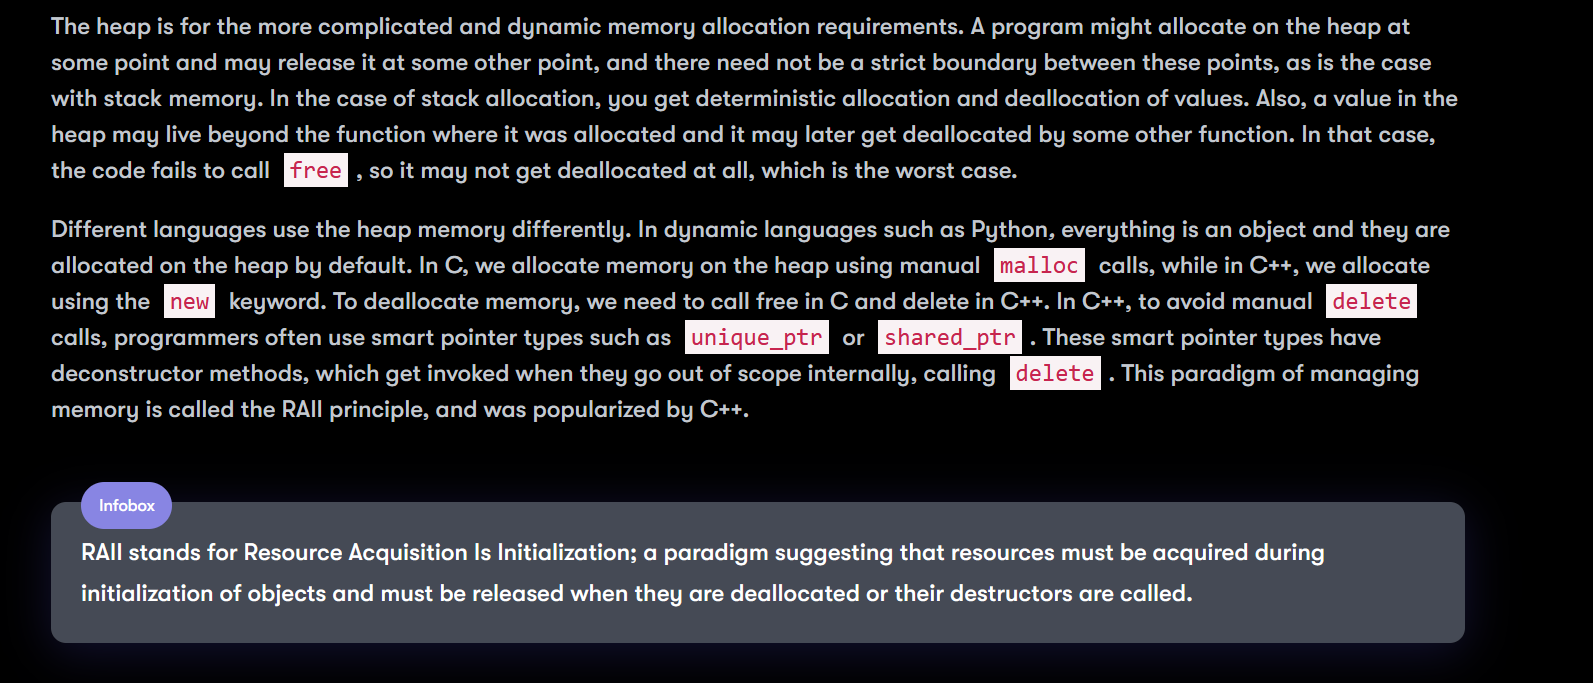 The heap is for the more complicated and dynamic memory allocation requirements. A program might allocate on the heap at
some point and may release it at some other point, and there need not be a strict boundary between these points, as is the case
with stack memory. In the case of stack allocation, you get deterministic allocation and deallocation of values. Also, a value in the
heap may live beyond the function where it was allocated and it may later get deallocated by some other function. In that case,
the code fails to call free , so it may not get deallocated at all, which is the worst case.
Different languages use the heap memory differently. In dynamic languages such as Python, everything is an object and they are
allocated on the heap by default. In C, we allocate memory on the heap using manual malloc calls, while in C++, we allocate
using the new keyword. To deallocate memory, we need to call free in C and delete in C++. In C++, to avoid manual delete
calls, programmers often use smart pointer types such as unique_ptr or shared_ptr . These smart pointer types have
deconstructor methods, which get invoked when they go out of scope internally, calling delete . This paradigm of managing
memory is called the RAII principle, and was popularized by C++.
Infobox
RAII stands for Resource Acquisition Is Initialization; a paradigm suggesting that resources must be acquired during
initialization of objects and must be released when they are deallocated or their destructors are called.